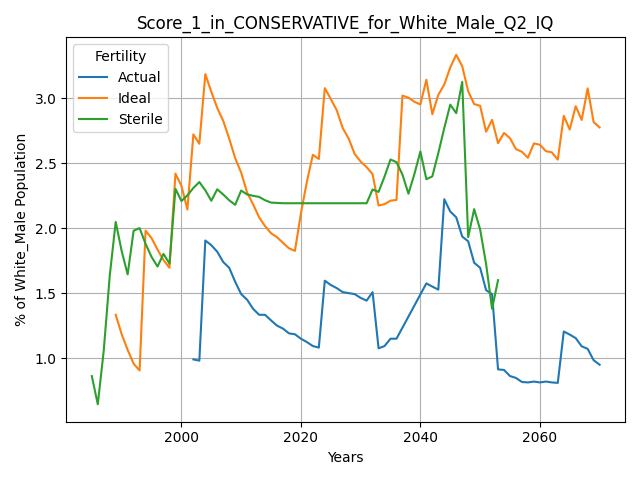 Score_1_in_CONSERVATIVE_for_White_Male_Q2_IQ
Fertility
Actual
Ideal
Sterile
% of White_Male Population
3.0
2.5
2.0
1.5
1.0
2000
2020
2040
2060
Years